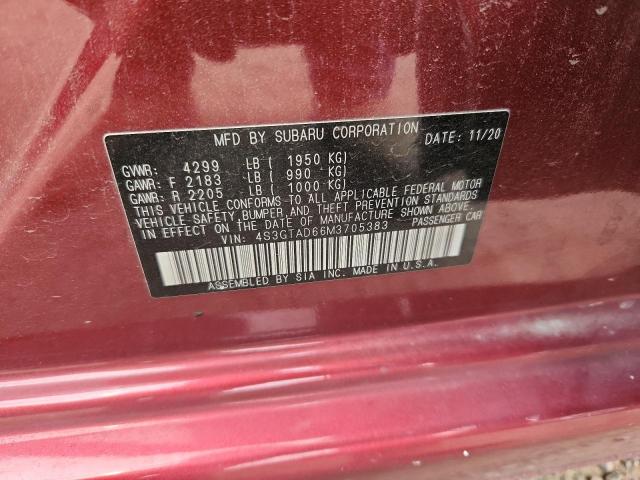 MFD BY SUBARU CORPORATION DATE: 11/20
GVWR: 4299 LB ( 1950 KG)
GAWR: F 2183 LB ( 990 KG)
GAWR: R 2205 LB ( 1000 KG)
THIS VEHICLE CONFORMS TO ALL APPLICABLE FEDERAL MOTOR
VEHICLE SAFETY, BUMPER, AND THEFT PREVENTION STANDARDS
IN EFFECT ON THE DATE OF MANUFACTURE SHOWN ABOVE.
VIN: 4S3GTAD66M3705383 PASSENGER CAR
ASSEMBLED BY SIA INC. MADE IN U.S.A.